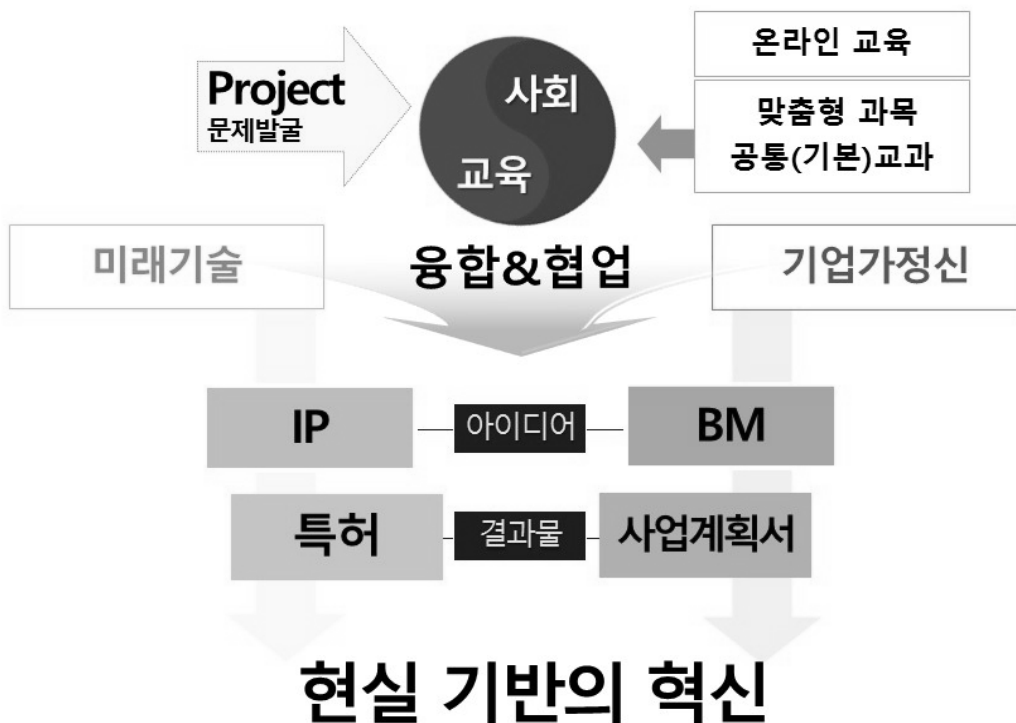 Project
문제발굴
사회
교육
온라인 교육
맞춤형 과목
공통(기본)교과
미래기술
융합&협업
기업가정신
IP
아이디어
BM
특허
결과물
사업계획서
현실 기반의 혁신